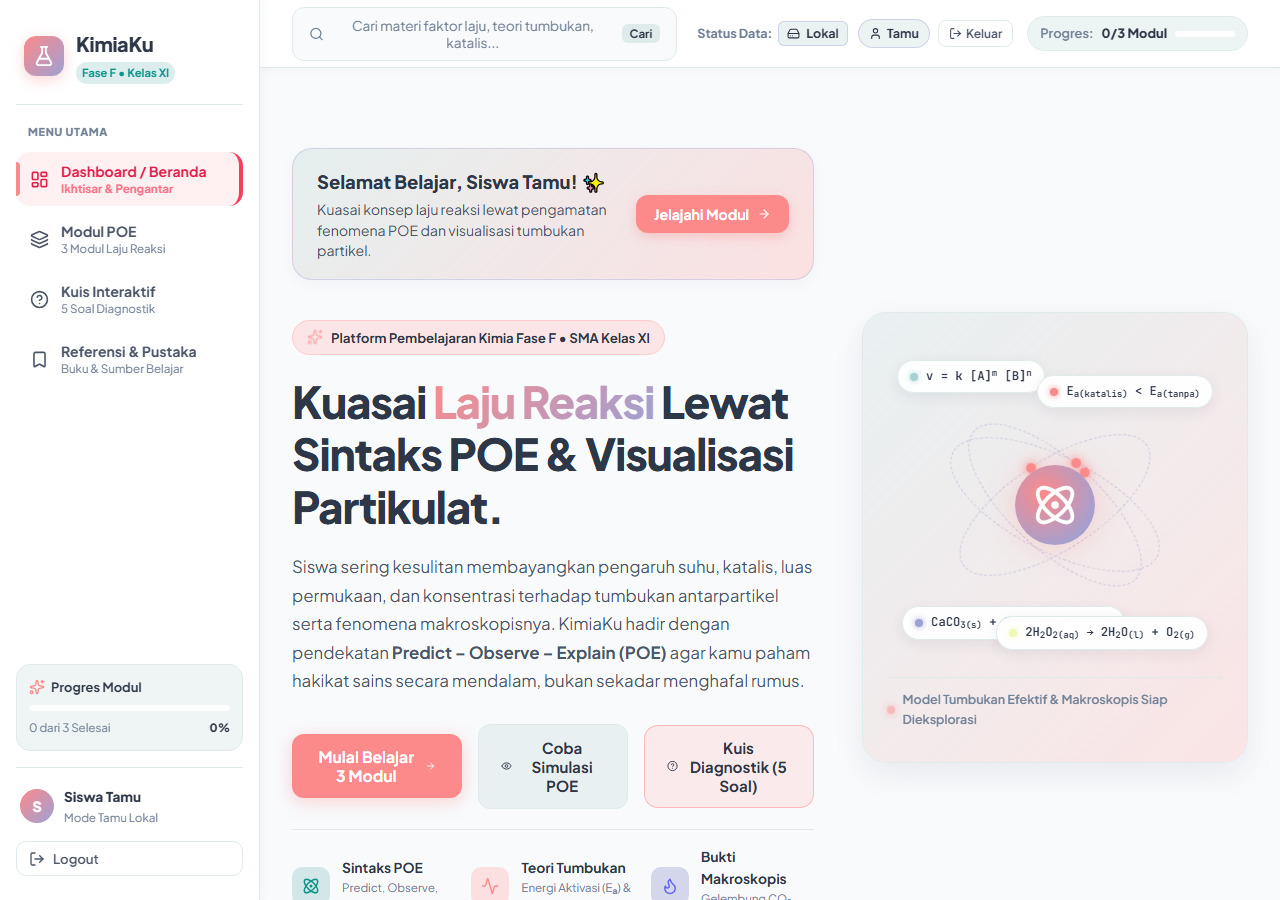 KimiaKu
Fase F • Kelas XI
MENU UTAMA
Dashboard / Beranda
Ikhtisar & Pengantar
Modul POE
3 Modul Laju Reaksi
Kuis Interaktif
5 Soal Diagnostik
Referensi & Pustaka
Buku & Sumber Belajar
Progres Modul
0 dari 3 Selesai 0%
S
Siswa Tamu
Mode Tamu Lokal
Logout
Cari materi faktor laju, teori tumbukan,
katalis...
Cari
Status Data: Lokal
Tamu
Keluar
Progres: 0/3 Modul
Selamat Belajar, Siswa Tamu! ✨
Kuasai konsep laju reaksi lewat pengamatan
fenomena POE dan visualisasi tumbukan
partikel.
Jelajahi Modul →
Platform Pembelajaran Kimia Fase F • SMA Kelas XI
Kuasai Laju Reaksi Lewat
Sintaks POE & Visualisasi
Partikulat.
Siswa sering kesulitan membayangkan pengaruh suhu, katalis, luas
permukaan, dan konsentrasi terhadap tumbukan antarpartikel
serta fenomena makroskopisnya. KimiaKu hadir dengan
pendekatan Predict – Observe – Explain (POE) agar kamu paham
hakikat sains secara mendalam, bukan sekadar menghafal rumus.
Mulai Belajar
3 Modul →
Coba
Simulasi
POE
Kuis
Diagnostik (5
Soal)
Sintaks POE
Predict, Observe,
Teori Tumbukan
Energi Aktivasi (Eₐ) &
Bukti
Makroskopis
Gelembung CO₂,
v = k [A]ᵐ [B]ⁿ
Ea(katalis) < Ea(tanpa)
CaCO₃(s) +
2H₂O₂(aq) → 2H₂O(l) + O₂(g)
Model Tumbukan Efektif & Makroskopis Siap
Dieksplorasi